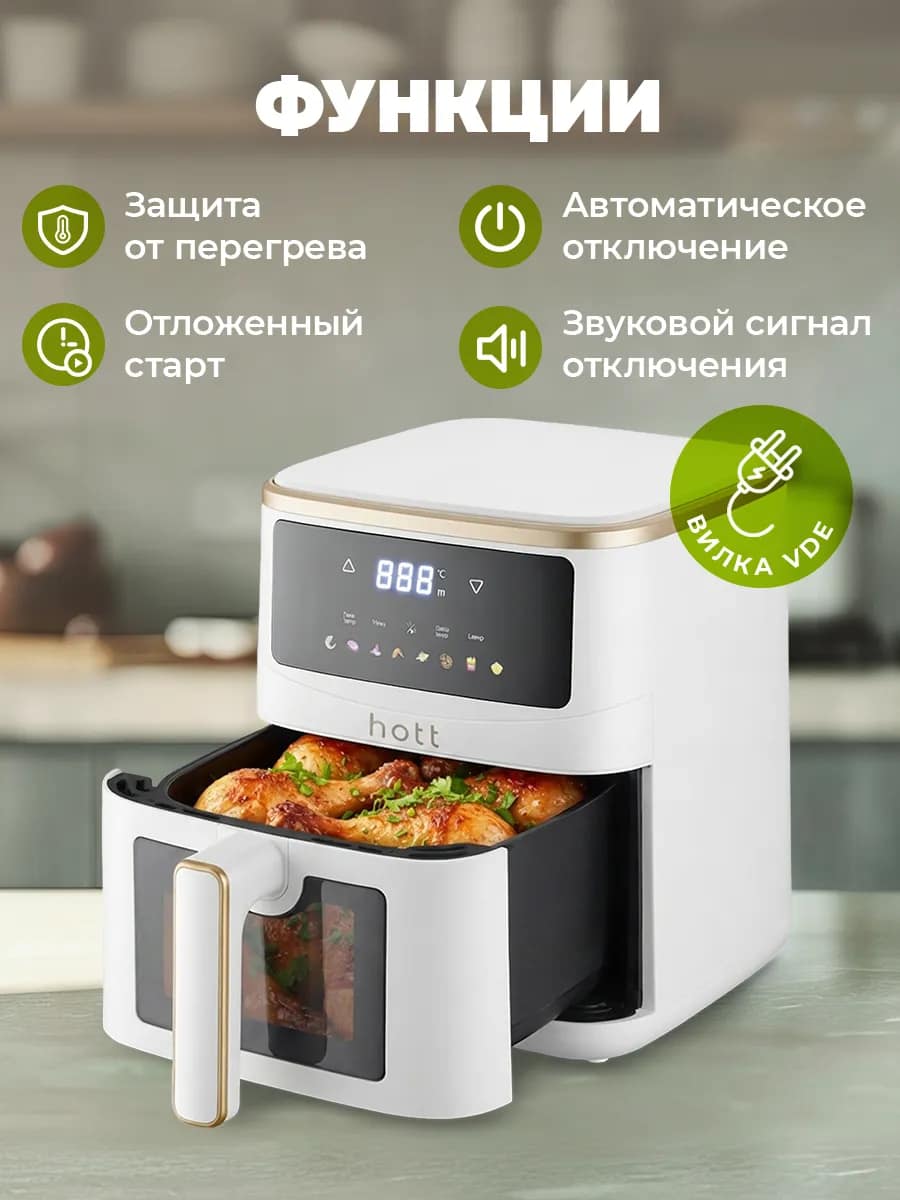 ФУНКЦИИ
Защита
от перегрева
Автоматическое
отключение
Отложенный
старт
Звуковой сигнал
отключения
ВИЛКА VDE
888
°C
m
hott